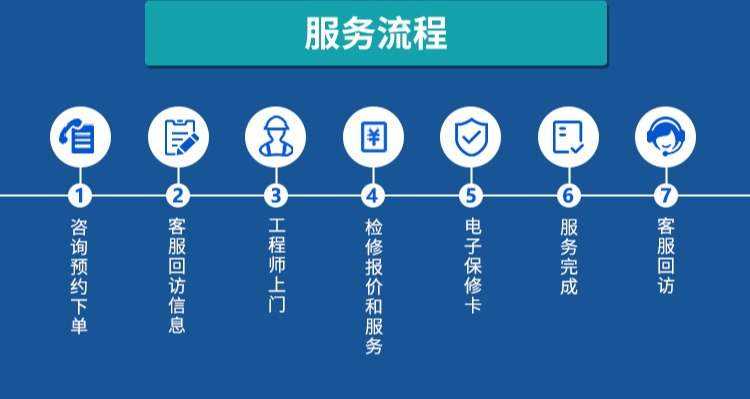 服务流程
¥
1
咨询预约下单
2
客服回访信息
3
工程师上门
4
检修报价和服务
5
电子保修卡
6
服务完成
7
客服回访